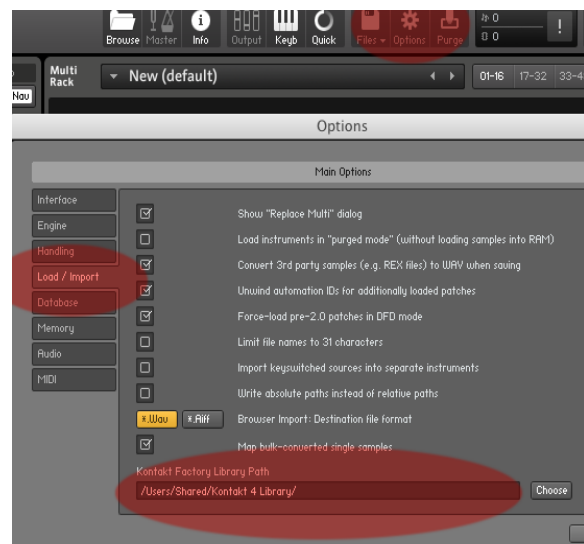 Browse Master Info Output Keyb Quick Files Options Purge
0
0
!
Multi
Rack
New (default)
01-16 17-32 33-4
Nau
Options
Main Options
Interface
Engine
Handling
Load / Import
Database
Memory
Audio
MIDI
Show "Replace Multi" dialog
Load instruments in "purged mode" (without loading samples into RAM)
Convert 3rd party samples (e.g. REX files) to WAV when saving
Unwind automation IDs for additionally loaded patches
Force-load pre-2.0 patches in DFD mode
Limit file names to 31 characters
Import keyswitched sources into separate instruments
Write absolute paths instead of relative paths
*.Wav *.Aiff Browser Import: Destination file format
Map bulk-converted single samples
Kontakt Factory Library Path
/Users/Shared/Kontakt 4 Library/ Choose